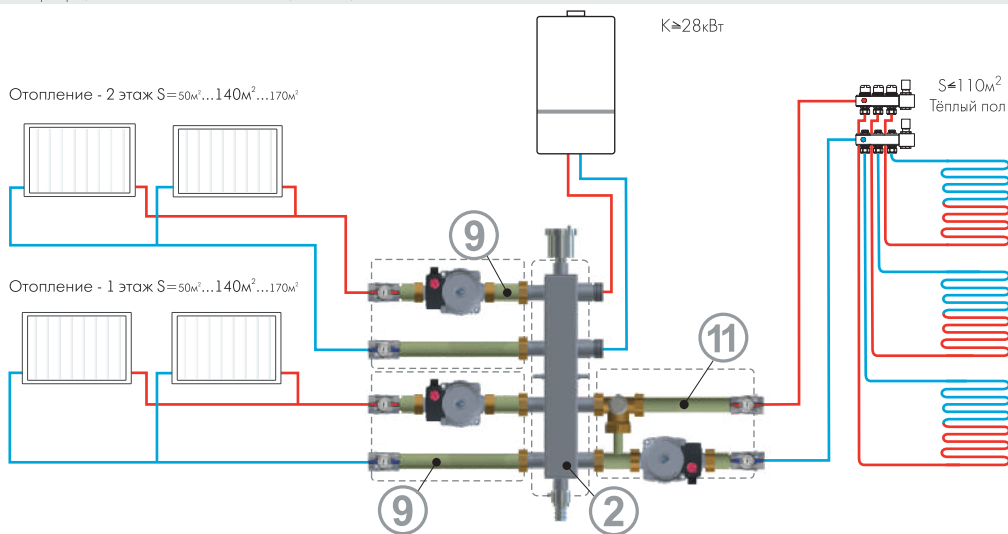 K≥28кВт
Отопление - 2 этаж S=50м²...140м²...170м²
S≤110м²
Тёплый пол
9
Отопление - 1 этаж S=50м²...140м²...170м²
11
9
2